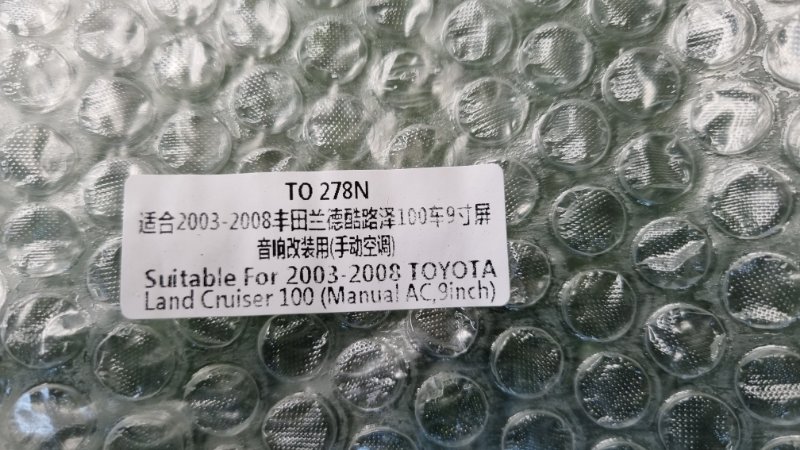 TO 278N
适合2003-2008丰田兰德酷路泽100车9寸屏
音响改装用(手动空调)
Suitable For 2003-2008 TOYOTA
Land Cruiser 100 (Manual AC,9inch)